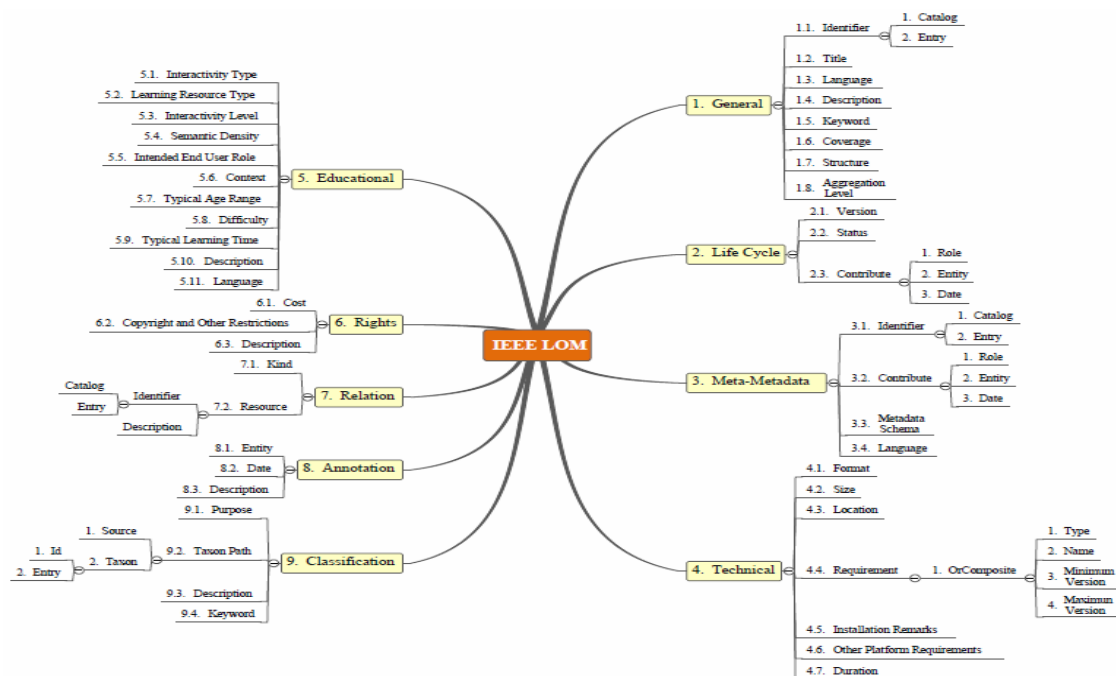 IEEE LOM
1. General
1.1. Identifier
1. Catalog
2. Entry
1.2. Title
1.3. Language
1.4. Description
1.5. Keyword
1.6. Coverage
1.7. Structure
1.8. Aggregation
Level
2. Life Cycle
2.1. Version
2.2. Status
2.3. Contribute
1. Role
2. Entity
3. Date
3. Meta-Metadata
3.1. Identifier
1. Catalog
2. Entry
3.2. Contribute
1. Role
2. Entity
3. Date
3.3. Metadata
Schema
3.4. Language
4. Technical
4.1. Format
4.2. Size
4.3. Location
4.4. Requirement
1. OrComposite
1. Type
2. Name
3. Minimum
Version
4. Maximun
Version
4.5. Installation Remarks
4.6. Other Platform Requirements
4.7. Duration
5. Educational
5.1. Interactivity Type
5.2. Learning Resource Type
5.3. Interactivity Level
5.4. Semantic Density
5.5. Intended End User Role
5.6. Context
5.7. Typical Age Range
5.8. Difficulty
5.9. Typical Learning Time
5.10. Description
5.11. Language
6. Rights
6.1. Cost
6.2. Copyright and Other Restrictions
6.3. Description
7. Relation
7.1. Kind
7.2. Resource
Identifier
Catalog
Entry
Description
8. Annotation
8.1. Entity
8.2. Date
8.3. Description
9. Classification
9.1. Purpose
9.2. Taxon Path
1. Source
2. Taxon
1. Id
2. Entry
9.3. Description
9.4. Keyword